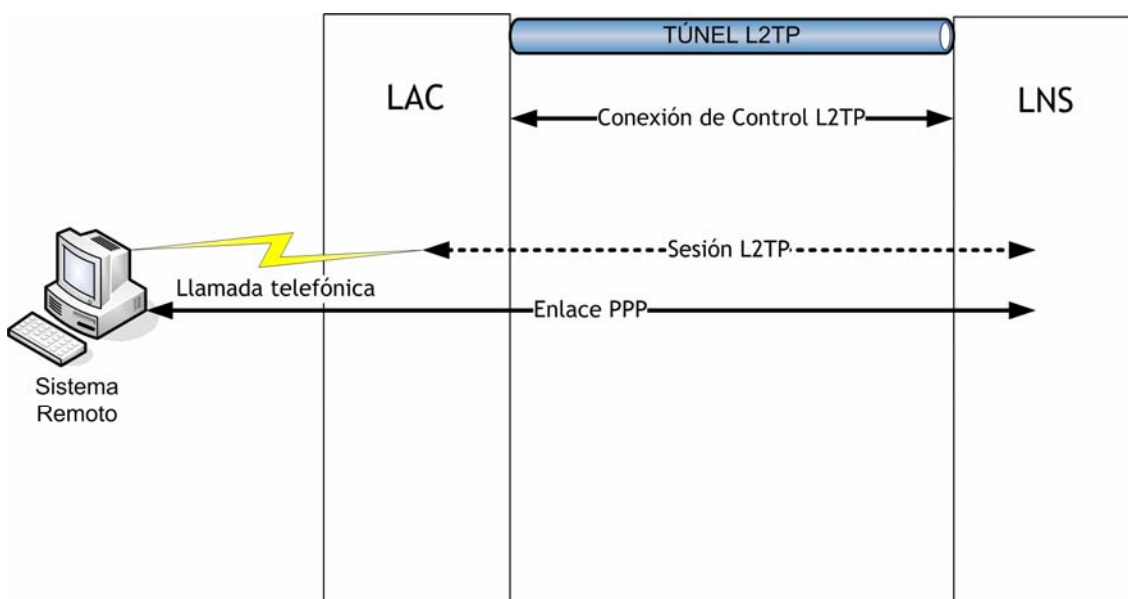 TÚNEL L2TP
LAC
LNS
Conexión de Control L2TP
Sesión L2TP
Llamada telefónica
Enlace PPP
Sistema
Remoto